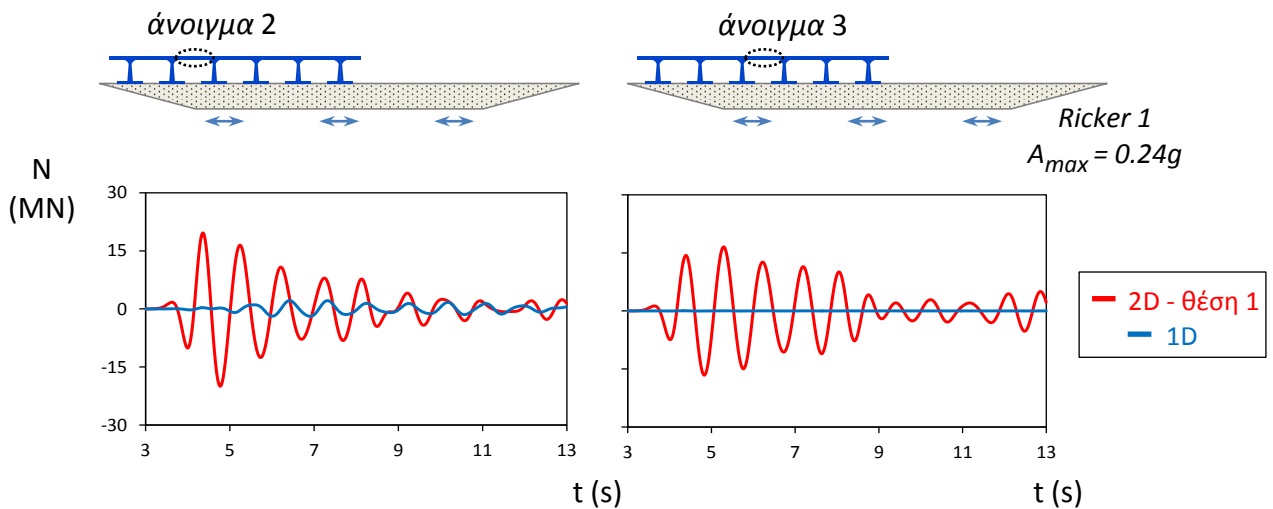 άνοιγμα 2
άνοιγμα 3
Ricker 1
A_max = 0.24g
N
(MN)
30
15
0
-15
-30
3 5 7 9 11 13
3 5 7 9 11 13
t (s)
t (s)
2D - θέση 1
1D